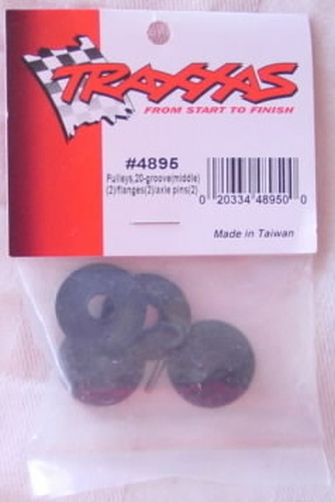 TRAXXAS
FROM START TO FINISH
#4895
Pulleys,20-groove(middle)
(2)/flanges(2)/axle pins(2)
0 20334 48950 0
Made in Taiwan